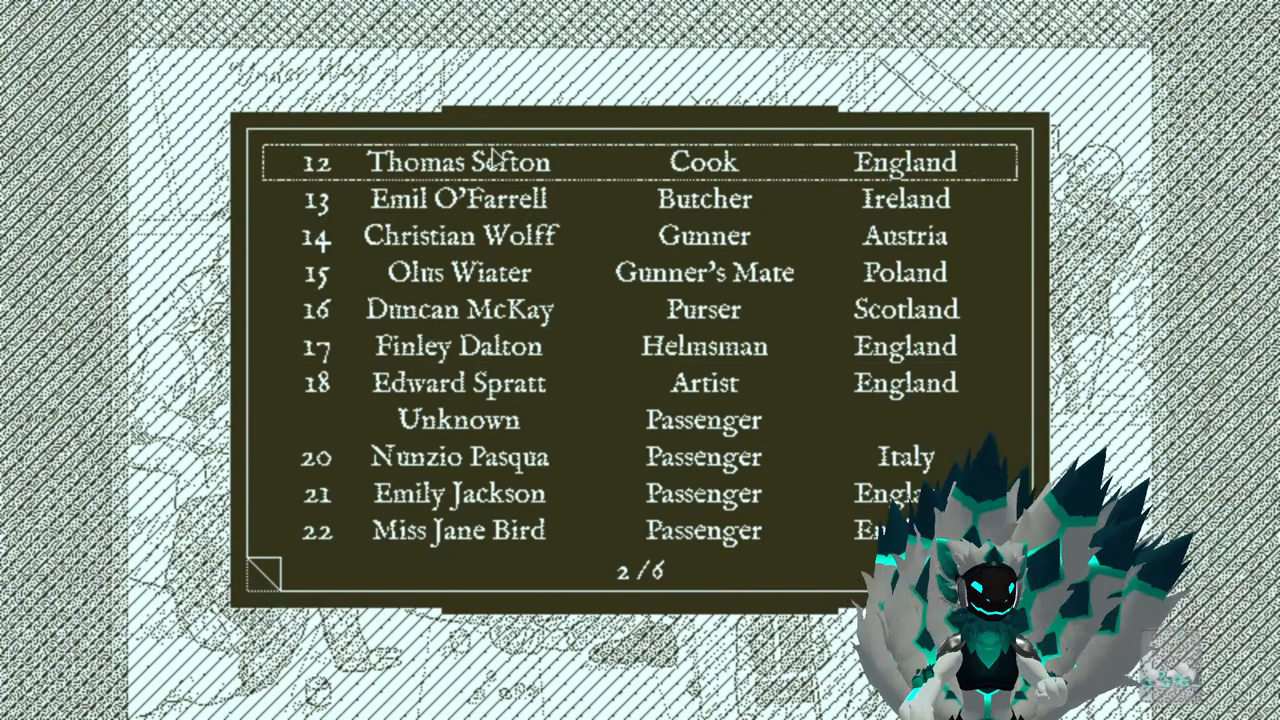 12 Thomas Sefton Cook England
13 Emil O'Farrell Butcher Ireland
14 Christian Wolff Gunner Austria
15 Olus Wiater Gunner's Mate Poland
16 Duncan McKay Purser Scotland
17 Finley Dalton Helmsman England
18 Edward Spratt Artist England
Unknown Passenger
20 Nunzio Pasqua Passenger Italy
21 Emily Jackson Passenger
22 Miss Jane Bird Passenger
2/6